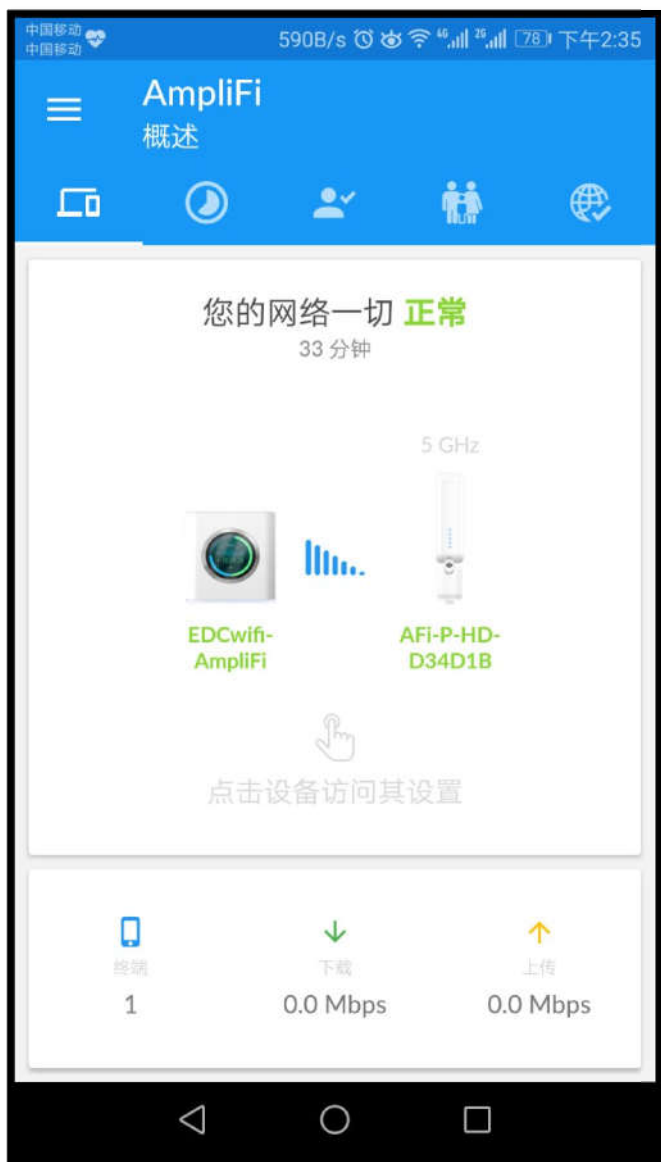 中国移动
中国移动
590B/s 4G 2G 78 下午2:35
AmpliFi
概述
您的网络一切 正常
33 分钟
5 GHz
EDCwifi-
AmpliFi
AFi-P-HD-
D34D1B
点击设备访问其设置
终端 下载 上传
1 0.0 Mbps 0.0 Mbps